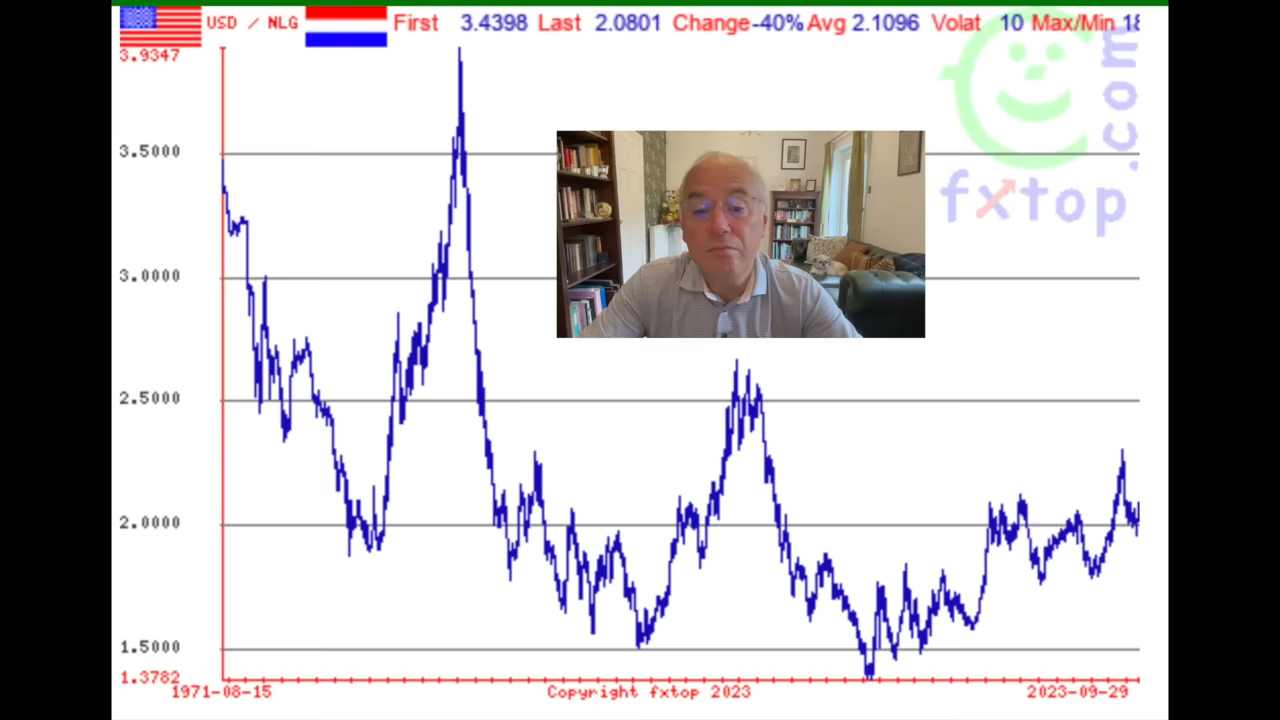 USD / NLG First 3.4398 Last 2.0801 Change-40% Avg 2.1096 Volat 10 Max/Min 18
3.9347
3.5000
3.0000
2.5000
2.0000
1.5000
1.3782
1971-08-15 Copyright fxtop 2023 2023-09-29
fxtop
.com